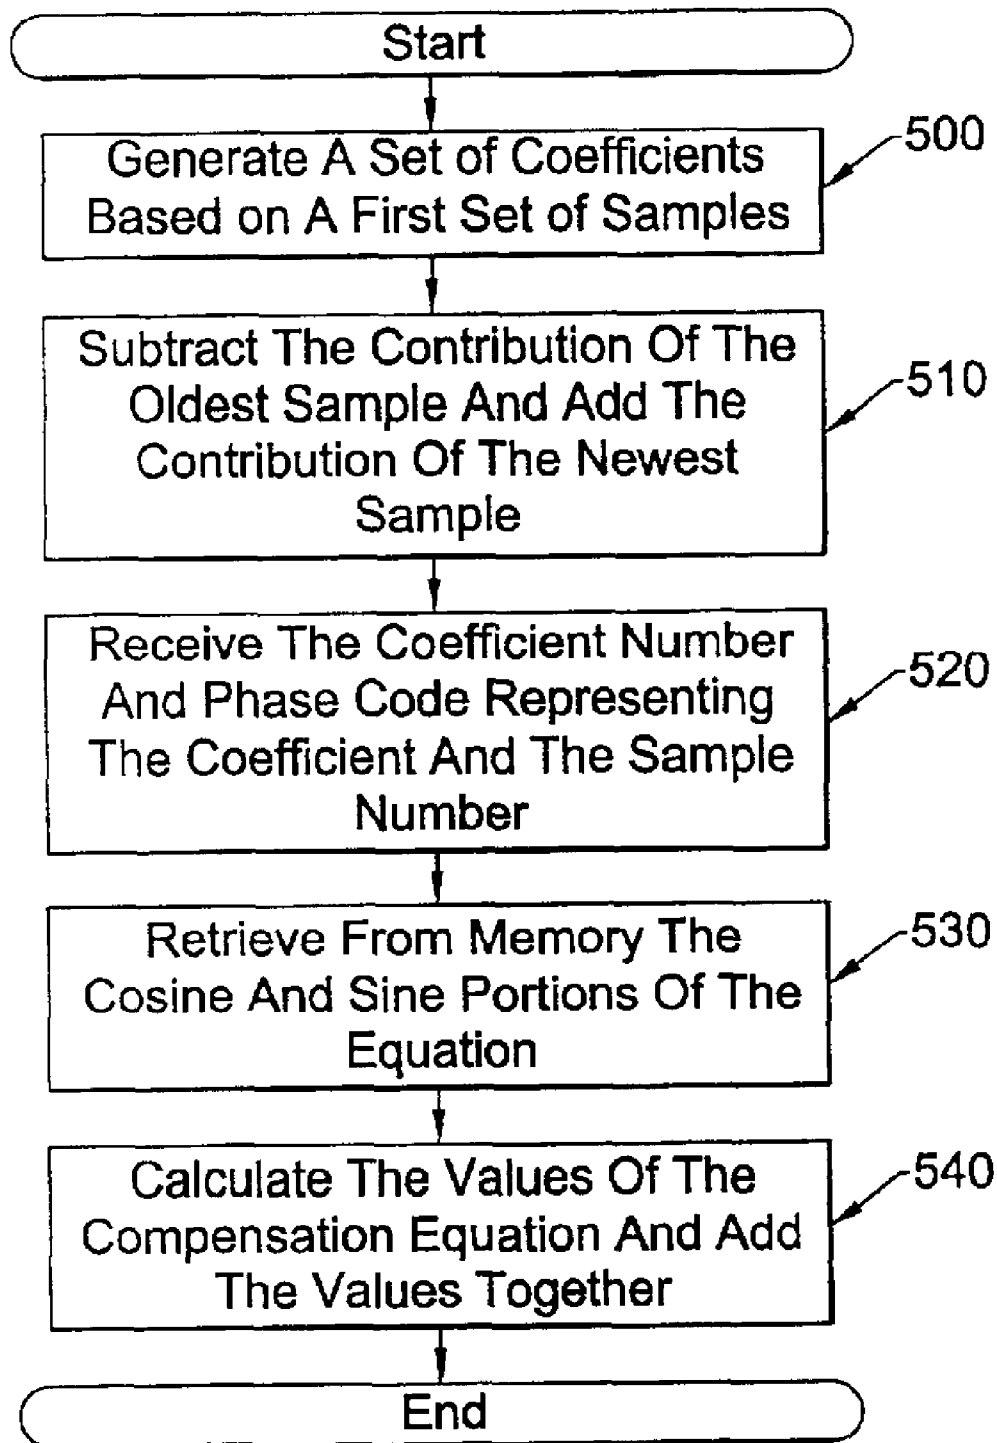 Start
Generate A Set of Coefficients
Based on A First Set of Samples
500
Subtract The Contribution Of The
Oldest Sample And Add The
Contribution Of The Newest
Sample
510
Receive The Coefficient Number
And Phase Code Representing
The Coefficient And The Sample
Number
520
Retrieve From Memory The
Cosine And Sine Portions Of The
Equation
530
Calculate The Values Of The
Compensation Equation And Add
The Values Together
540
End